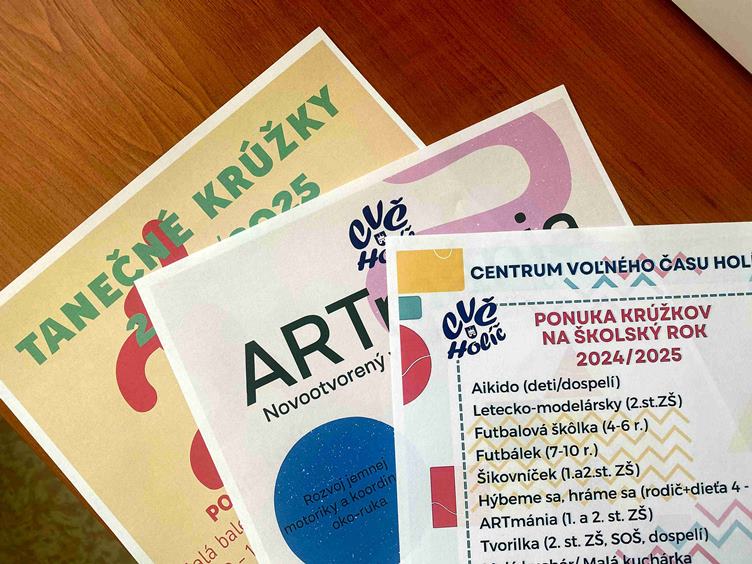 TANEČNÉ KRÚŽKY
CVČ
ART
Novootvorený
Rozvoj jemnej
motoriky a koordin
oko-ruka
CENTRUM VOĽNÉHO ČASU HOLÍ
CVČ
Holíč
PONUKA KRÚŽKOV
NA ŠKOLSKÝ ROK
2024/2025
Aikido (deti/dospelí)
Letecko-modelársky (2.st.ZŠ)
Futbalová škôlka (4-6 r.)
Futbálek (7-10 r.)
Šikovníček (1.a2.st. ZŠ)
Hýbeme sa, hráme sa (rodič+dieťa 4 -
ARTmánia (1. a 2. st. ZŠ)
Tvorilka (2. st. ZŠ, SOŠ, dospelí)
Malá kuchárka